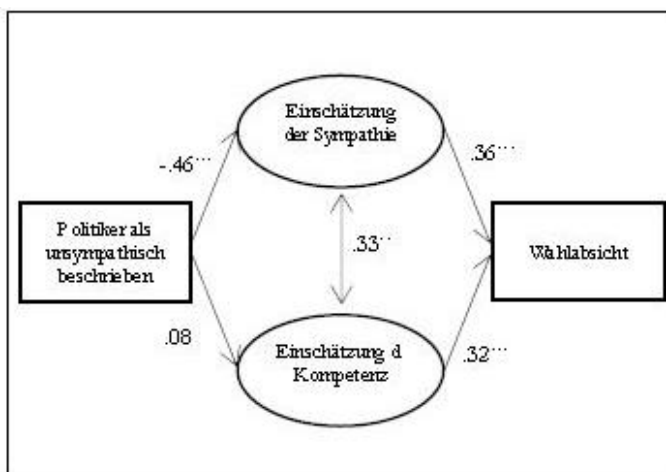 Einschätzung
der Sympathie
-.46***
.36***
Politiker als
unsympathisch
beschrieben
.33**
Wahlabsicht
.08
Einschätzung d
Kompetenz
.32***